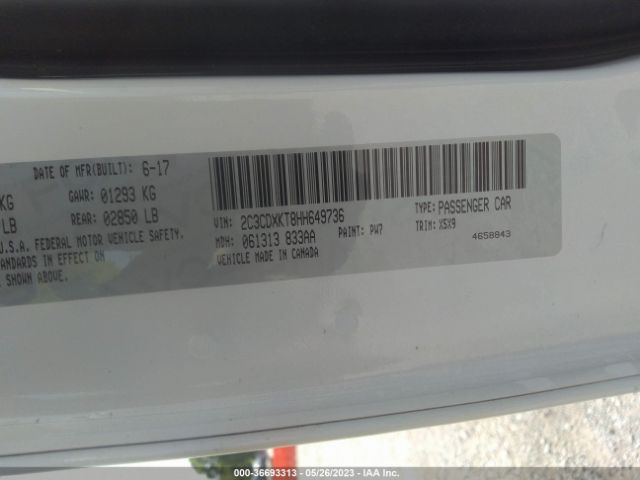 DATE OF MFR(BUILT): 6-17
KG GAWR: 01293 KG
LB REAR: 02850 LB
U.S.A. FEDERAL MOTOR VEHICLE SAFETY.
TANDARDS IN EFFECT ON
SHOWN ABOVE.
VIN: 2C3CDXKT8HH649736 TYPE: PASSENGER CAR
MDH: 061313 833AA PAINT: PW7 TRIM: X5X9
VEHICLE MADE IN CANADA 4658843
000-36693313 - 05/26/2023 - IAA Inc.